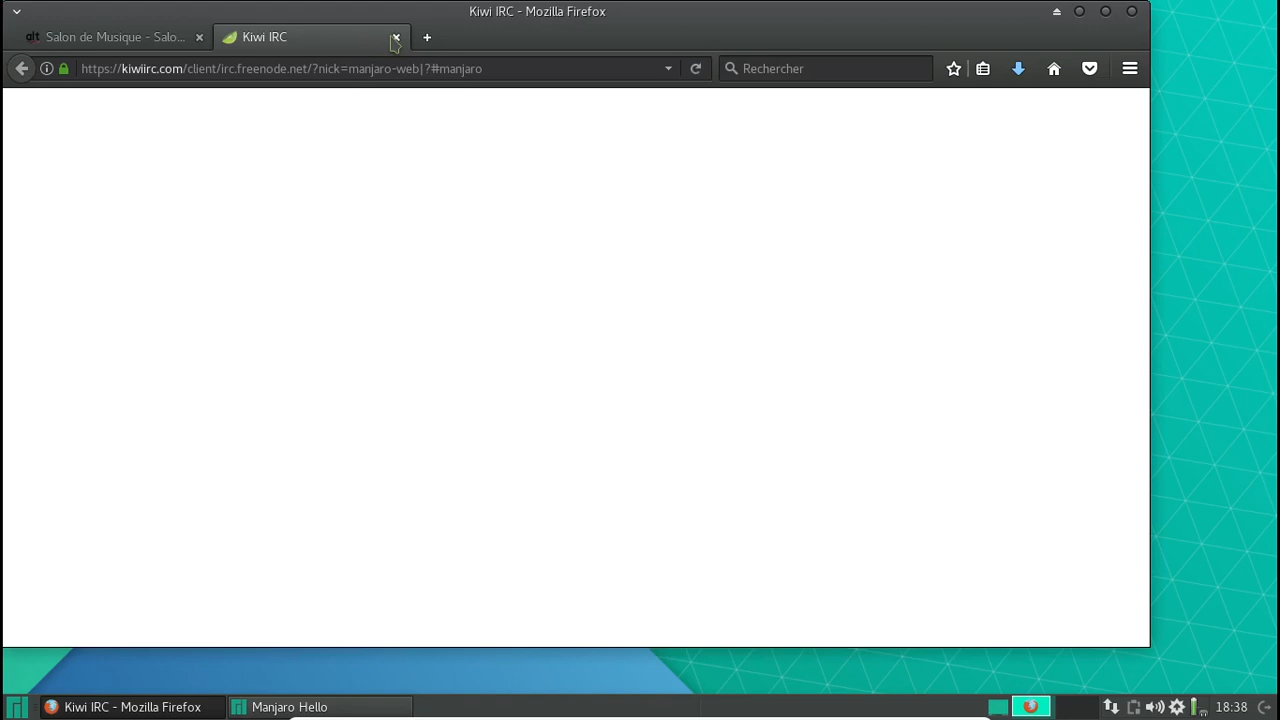 Kiwi IRC - Mozilla Firefox
alt Salon de Musique - Salo...
Kiwi IRC
https://kiwiirc.com/client/irc.freenode.net/?nick=manjaro-web|?#manjaro
Rechercher
Kiwi IRC - Mozilla Firefox
Manjaro Hello
18:38